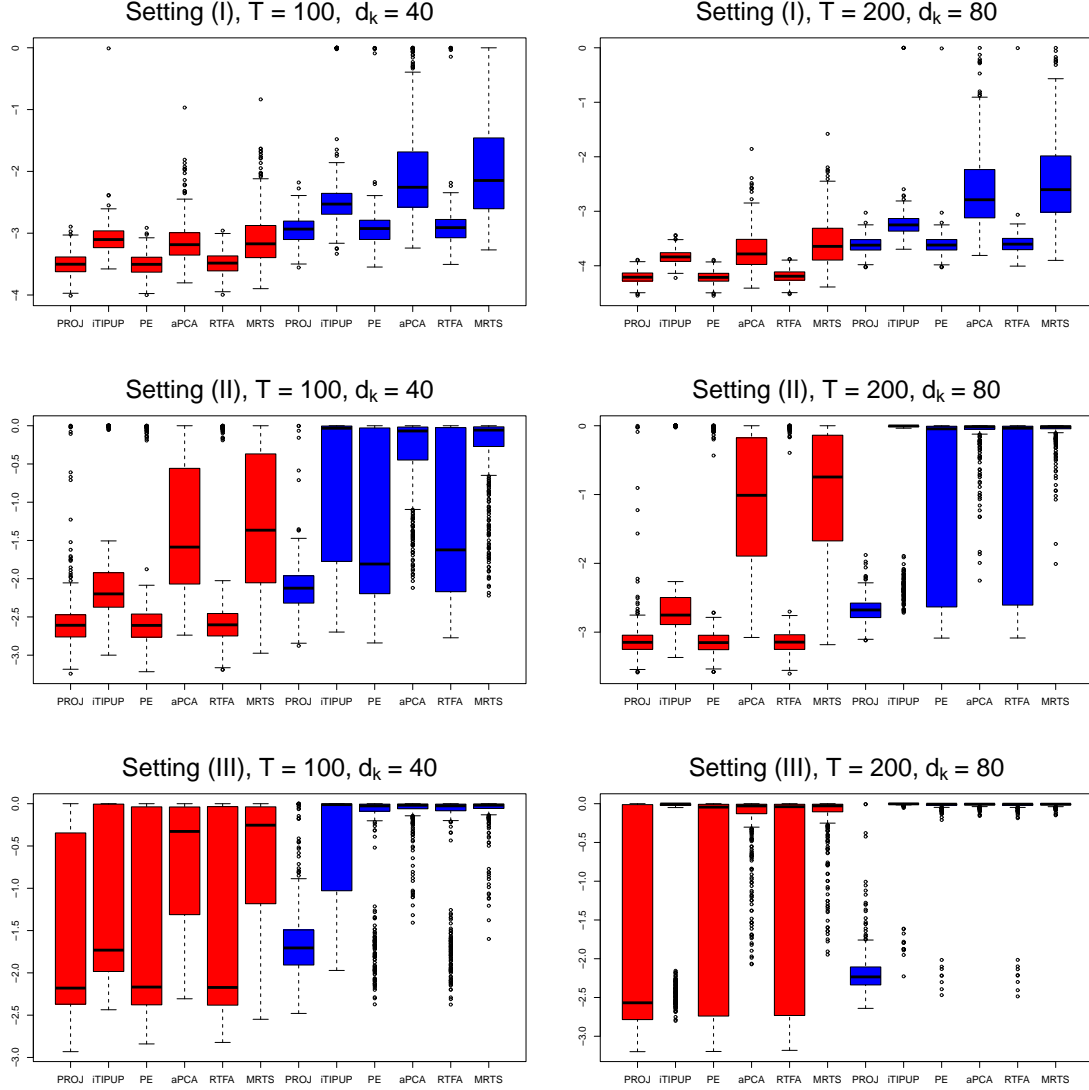 Setting (I), T = 100, d_k = 40
0
-1
-2
-3
-4
PROJ iTIPUP PE aPCA RTFA MRTS PROJ iTIPUP PE aPCA RTFA MRTS
Setting (I), T = 200, d_k = 80
0
-1
-2
-3
-4
PROJ iTIPUP PE aPCA RTFA MRTS PROJ iTIPUP PE aPCA RTFA MRTS
Setting (II), T = 100, d_k = 40
0.0
-0.5
-1.0
-1.5
-2.0
-2.5
-3.0
PROJ iTIPUP PE aPCA RTFA MRTS PROJ iTIPUP PE aPCA RTFA MRTS
Setting (II), T = 200, d_k = 80
0
-1
-2
-3
PROJ iTIPUP PE aPCA RTFA MRTS PROJ iTIPUP PE aPCA RTFA MRTS
Setting (III), T = 100, d_k = 40
0.0
-0.5
-1.0
-1.5
-2.0
-2.5
-3.0
PROJ iTIPUP PE aPCA RTFA MRTS PROJ iTIPUP PE aPCA RTFA MRTS
Setting (III), T = 200, d_k = 80
0.0
-0.5
-1.0
-1.5
-2.0
-2.5
-3.0
PROJ iTIPUP PE aPCA RTFA MRTS PROJ iTIPUP PE aPCA RTFA MRTS